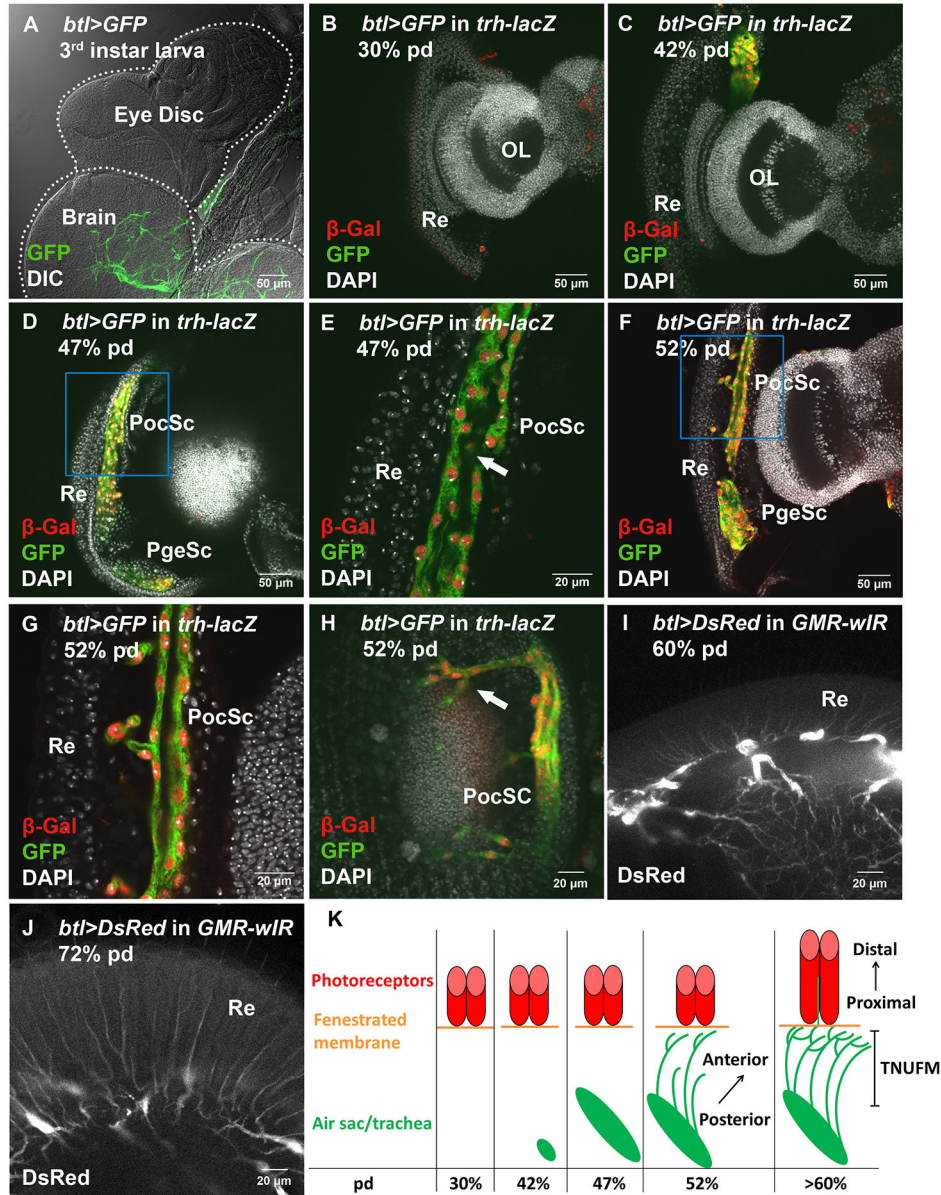 A btl>GFP
3rd instar larva
Eye Disc
Brain
GFP
DIC
50 µm
B btl>GFP in trh-lacZ
30% pd
OL
Re
β-Gal
GFP
DAPI
50 µm
C btl>GFP in trh-lacZ
42% pd
OL
Re
β-Gal
GFP
DAPI
50 µm
D btl>GFP in trh-lacZ
47% pd
PocSc
Re
β-Gal
GFP
PgeSc
DAPI
50 µm
E btl>GFP in trh-lacZ
47% pd
PocSc
Re
β-Gal
GFP
DAPI
20 µm
F btl>GFP in trh-lacZ
52% pd
PocSc
Re
PgeSc
β-Gal
GFP
DAPI
50 µm
G btl>GFP in trh-lacZ
52% pd
PocSc
Re
β-Gal
GFP
DAPI
20 µm
H btl>GFP in trh-lacZ
52% pd
PocSC
β-Gal
GFP
DAPI
20 µm
I btl>DsRed in GMR-wIR
60% pd
Re
DsRed
20 µm
J btl>DsRed in GMR-wIR
72% pd
Re
DsRed
20 µm
K
Photoreceptors
Fenestrated
membrane
Air sac/trachea
Distal
Proximal
TNUFM
Anterior
Posterior
pd 30% 42% 47% 52% >60%